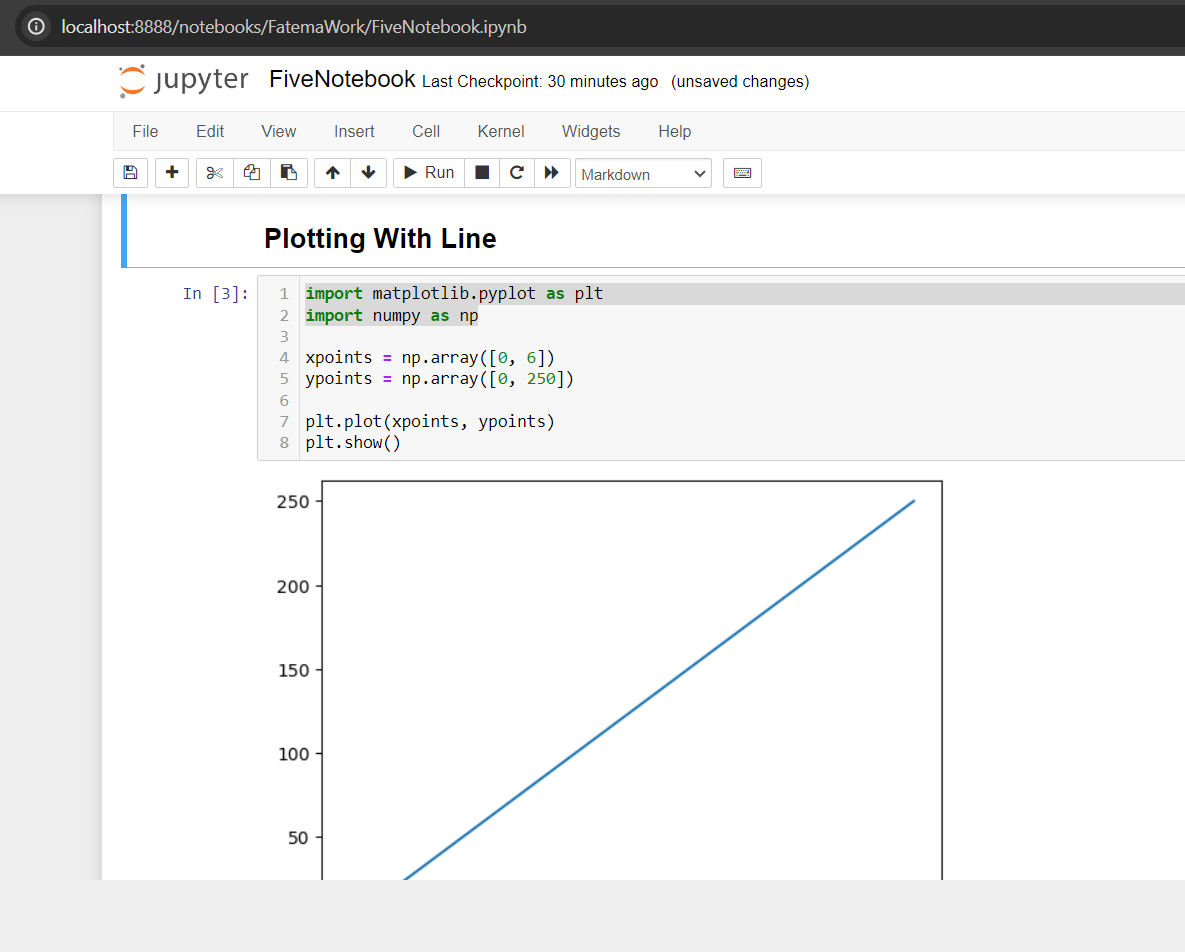 localhost:8888/notebooks/FatemaWork/FiveNotebook.ipynb
jupyter FiveNotebook Last Checkpoint: 30 minutes ago (unsaved changes)
File Edit View Insert Cell Kernel Widgets Help
Run Markdown
Plotting With Line
In [3]:
1 import matplotlib.pyplot as plt
2 import numpy as np
3
4 xpoints = np.array([0, 6])
5 ypoints = np.array([0, 250])
6
7 plt.plot(xpoints, ypoints)
8 plt.show()
250
200
150
100
50